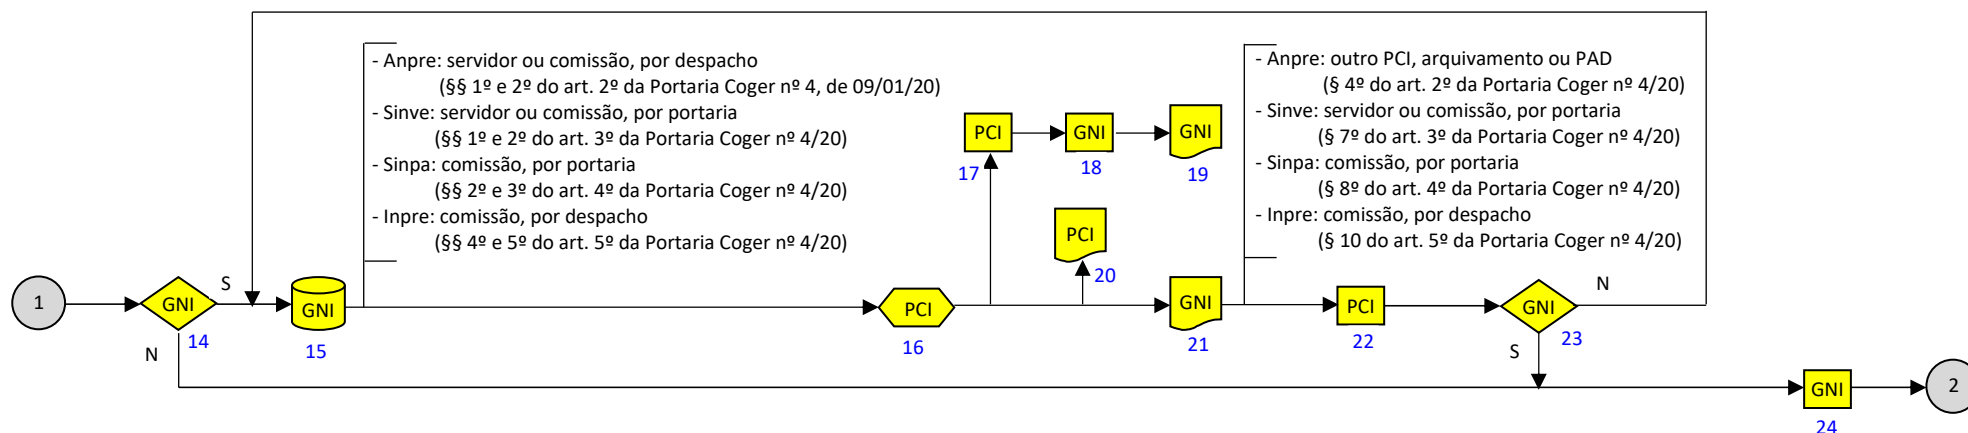 - Anpre: servidor ou comissão, por despacho
(§§ 1º e 2º do art. 2º da Portaria Coger nº 4, de 09/01/20)
- Sinve: servidor ou comissão, por portaria
(§§ 1º e 2º do art. 3º da Portaria Coger nº 4/20)
- Sinpa: comissão, por portaria
(§§ 2º e 3º do art. 4º da Portaria Coger nº 4/20)
- Inpre: comissão, por despacho
(§§ 4º e 5º do art. 5º da Portaria Coger nº 4/20)
- Anpre: outro PCI, arquivamento ou PAD
(§ 4º do art. 2º da Portaria Coger nº 4/20)
- Sinve: servidor ou comissão, por portaria
(§ 7º do art. 3º da Portaria Coger nº 4/20)
- Sinpa: comissão, por portaria
(§ 8º do art. 4º da Portaria Coger nº 4/20)
- Inpre: comissão, por despacho
(§ 10 do art. 5º da Portaria Coger nº 4/20)
PCI
17
GNI
18
GNI
19
PCI
20
1
GNI
14
S
N
GNI
15
PCI
16
GNI
21
PCI
22
GNI
23
N
S
GNI
24
2